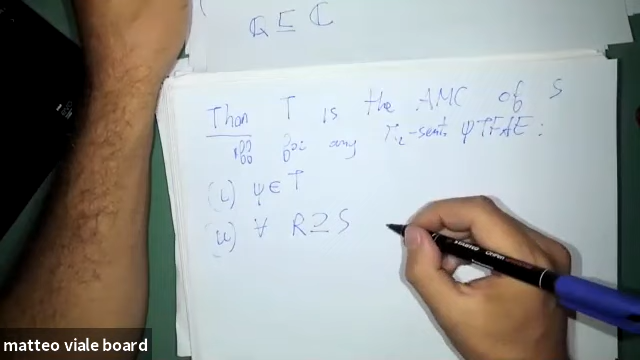 Q ⊆ C
Then T is the AMC of S
iff for any Π₂-sent ψ TFAE:
(i) ψ ∈ T
(ii) ∀ R ⊇ S
matteo viale board